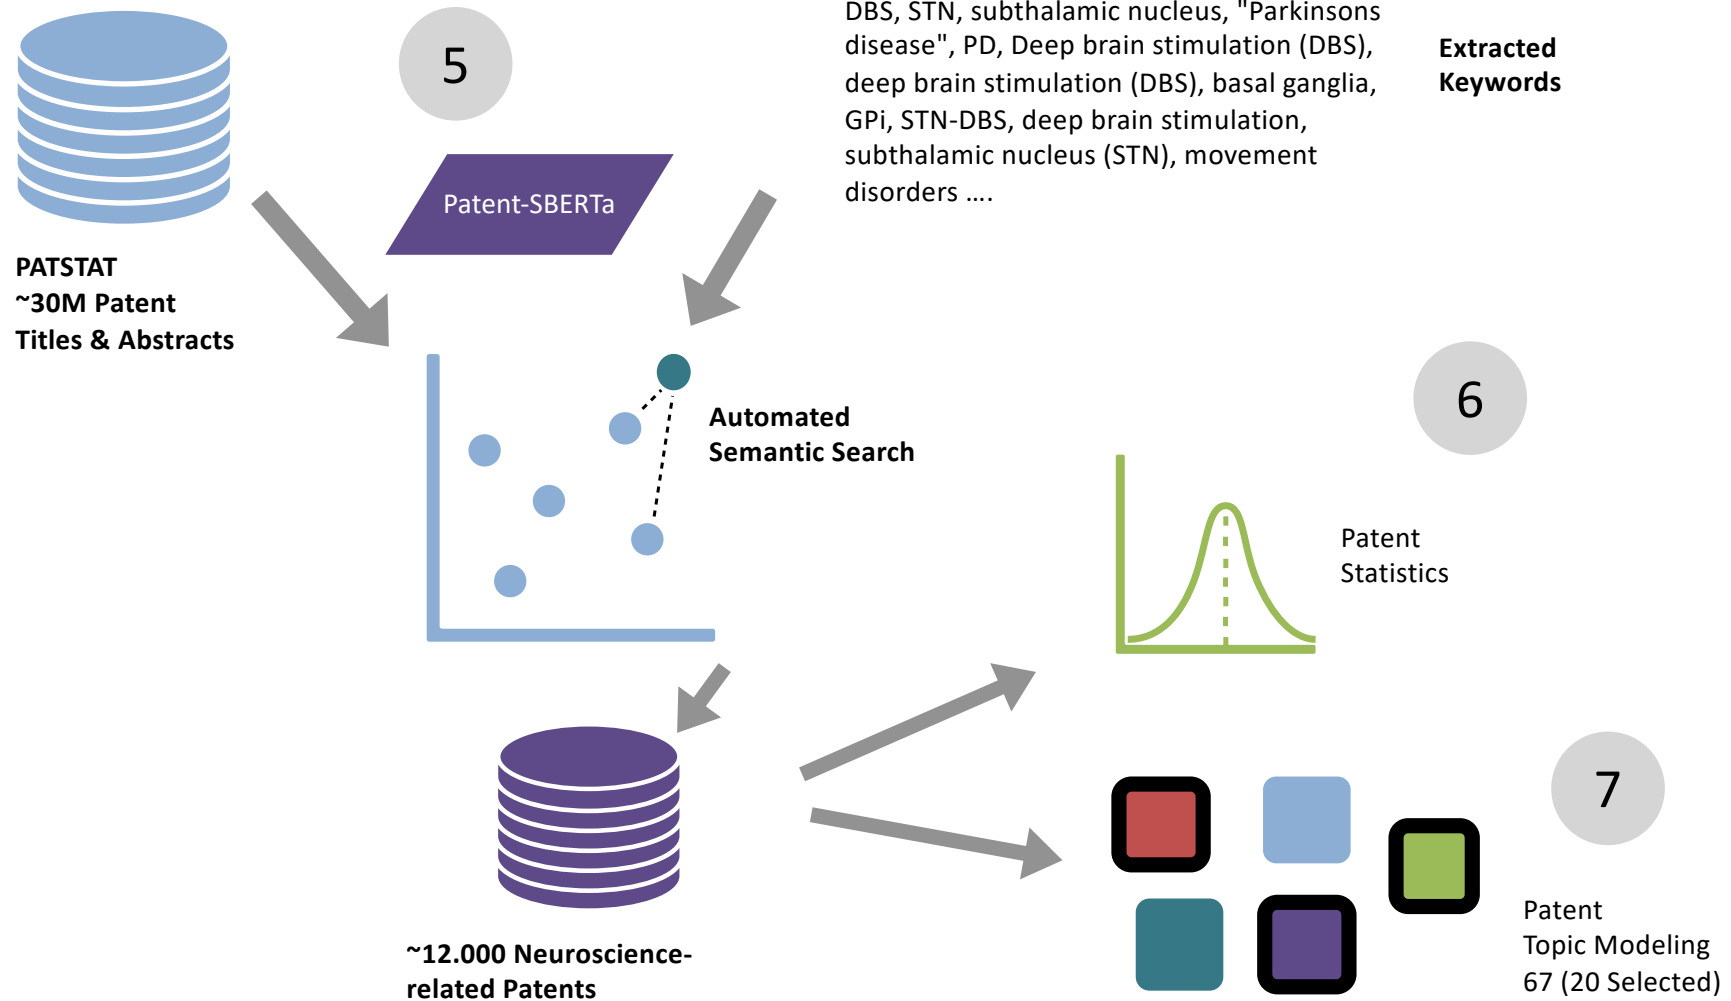 DBS, STN, subthalamic nucleus, "Parkinsons
disease", PD, Deep brain stimulation (DBS),
deep brain stimulation (DBS), basal ganglia,
GPi, STN-DBS, deep brain stimulation,
subthalamic nucleus (STN), movement
disorders ....
Extracted
Keywords
5
Patent-SBERTa
PATSTAT
~30M Patent
Titles & Abstracts
Automated
Semantic Search
6
Patent
Statistics
~12.000 Neuroscience-
related Patents
7
Patent
Topic Modeling
67 (20 Selected)